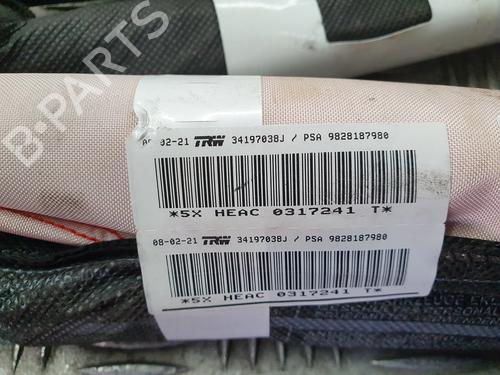 B-PARTS
02-21 TRW 34197038J / PSA 9828187980
*5X HEAC 0317241 T*
08-02-21 TRW 34197038J / PSA 9828187980
*5X HEAC 0317241 T*